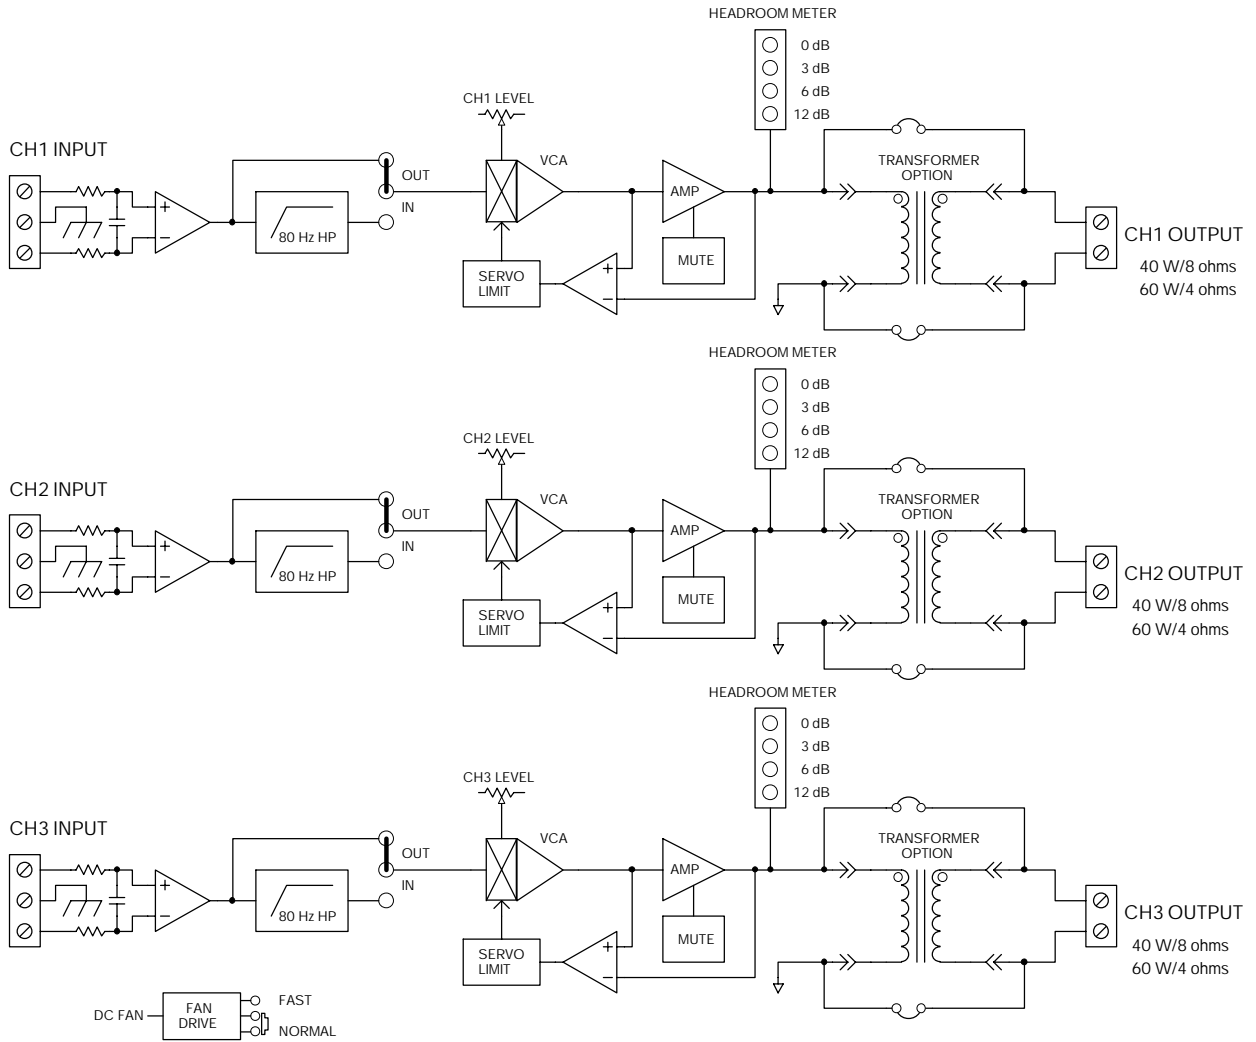 HEADROOM METER
0 dB
3 dB
6 dB
12 dB
CH1 LEVEL
CH1 INPUT
VCA
TRANSFORMER
OPTION
OUT
AMP
+
IN
−
80 Hz HP
MUTE
CH1 OUTPUT
40 W/8 ohms
60 W/4 ohms
SERVO
LIMIT
+
−
HEADROOM METER
0 dB
3 dB
6 dB
12 dB
CH2 LEVEL
CH2 INPUT
VCA
TRANSFORMER
OPTION
OUT
AMP
+
IN
−
80 Hz HP
MUTE
CH2 OUTPUT
40 W/8 ohms
60 W/4 ohms
SERVO
LIMIT
+
−
HEADROOM METER
0 dB
3 dB
6 dB
12 dB
CH3 LEVEL
CH3 INPUT
VCA
TRANSFORMER
OPTION
OUT
AMP
+
IN
−
80 Hz HP
MUTE
CH3 OUTPUT
40 W/8 ohms
60 W/4 ohms
SERVO
LIMIT
+
−
DC FAN
FAN
DRIVE
FAST
NORMAL